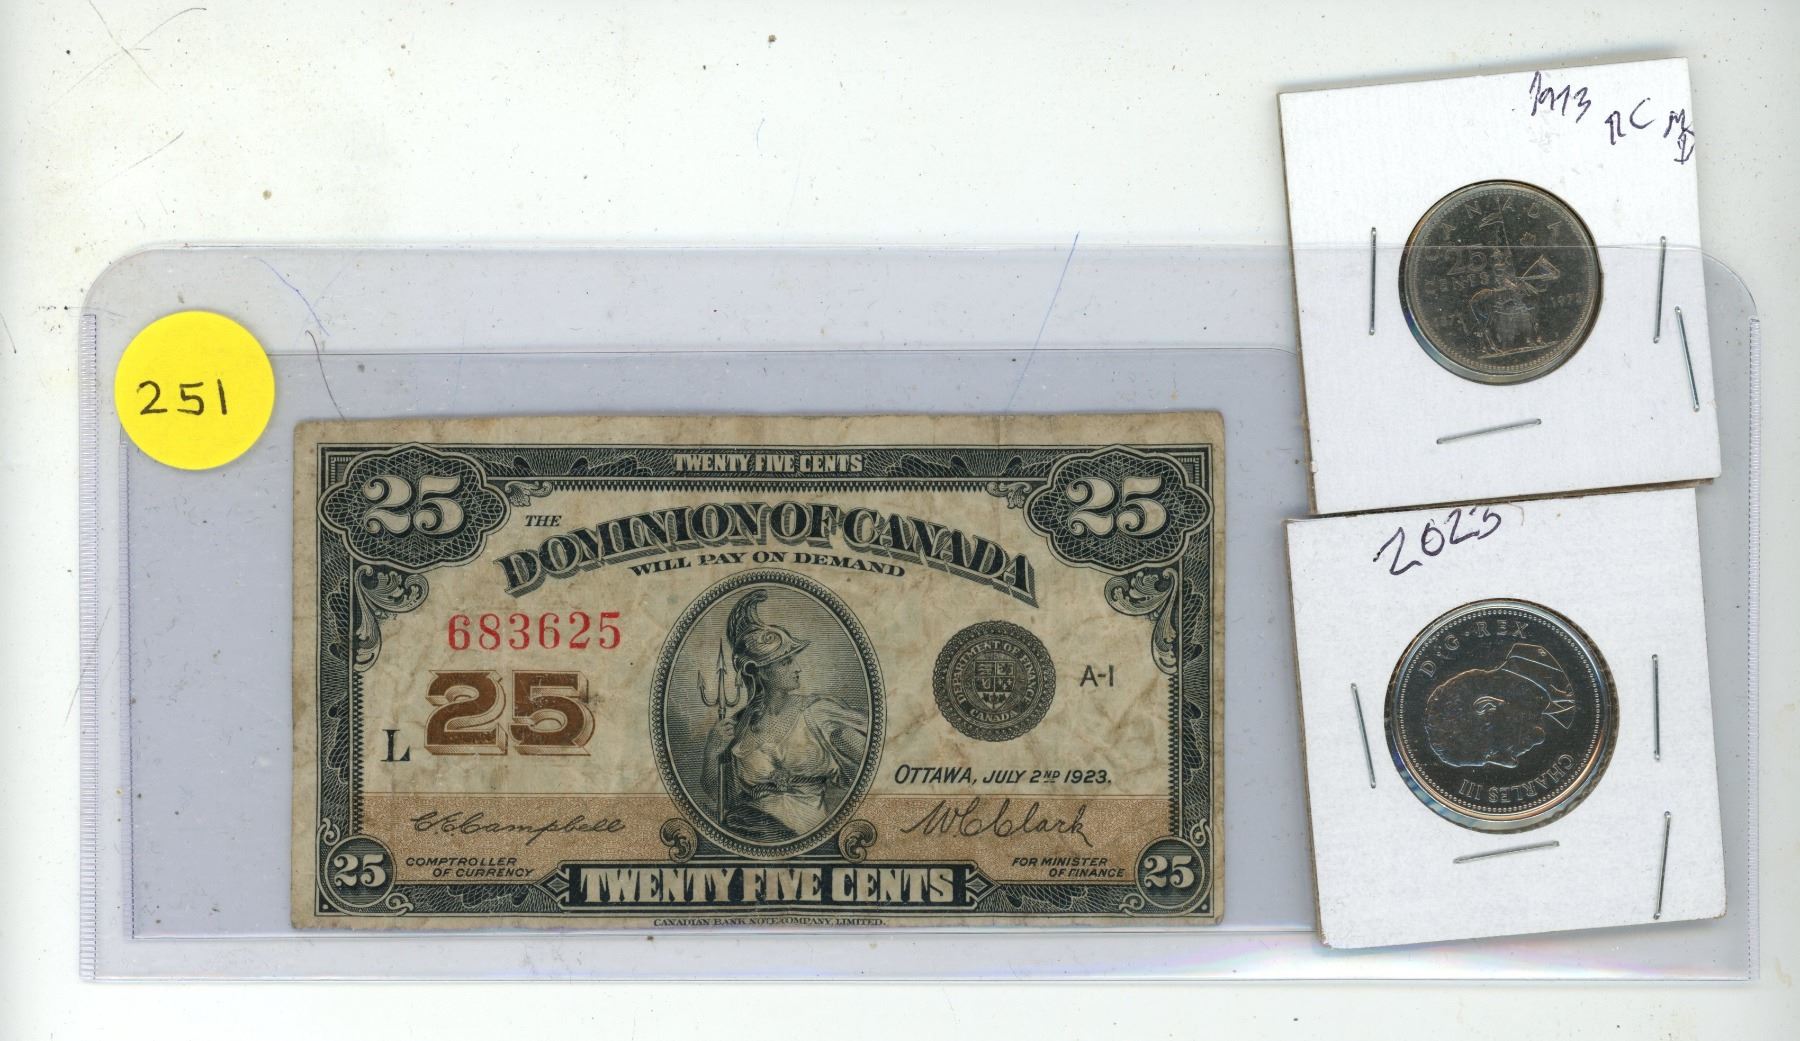 251
TWENTY FIVE CENTS
25 25
THE
DOMINION OF CANADA
WILL PAY ON DEMAND
683625
25
L
DEPARTMENT OF FINANCE
CANADA
A-1
OTTAWA, JULY 2ND 1923.
C E Campbell
W C Clark
COMPTROLLER
OF CURRENCY
FOR MINISTER
OF FINANCE
25 25
TWENTY FIVE CENTS
CANADIAN BANK NOTE COMPANY, LIMITED.
1973
RCM
CANADA
25
CENTS
2023
D·G·REX
CHARLES III